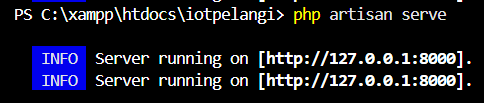 PS C:\xampp\htdocs\iotpelangi> php artisan serve
INFO Server running on [http://127.0.0.1:8000].
INFO Server running on [http://127.0.0.1:8000].